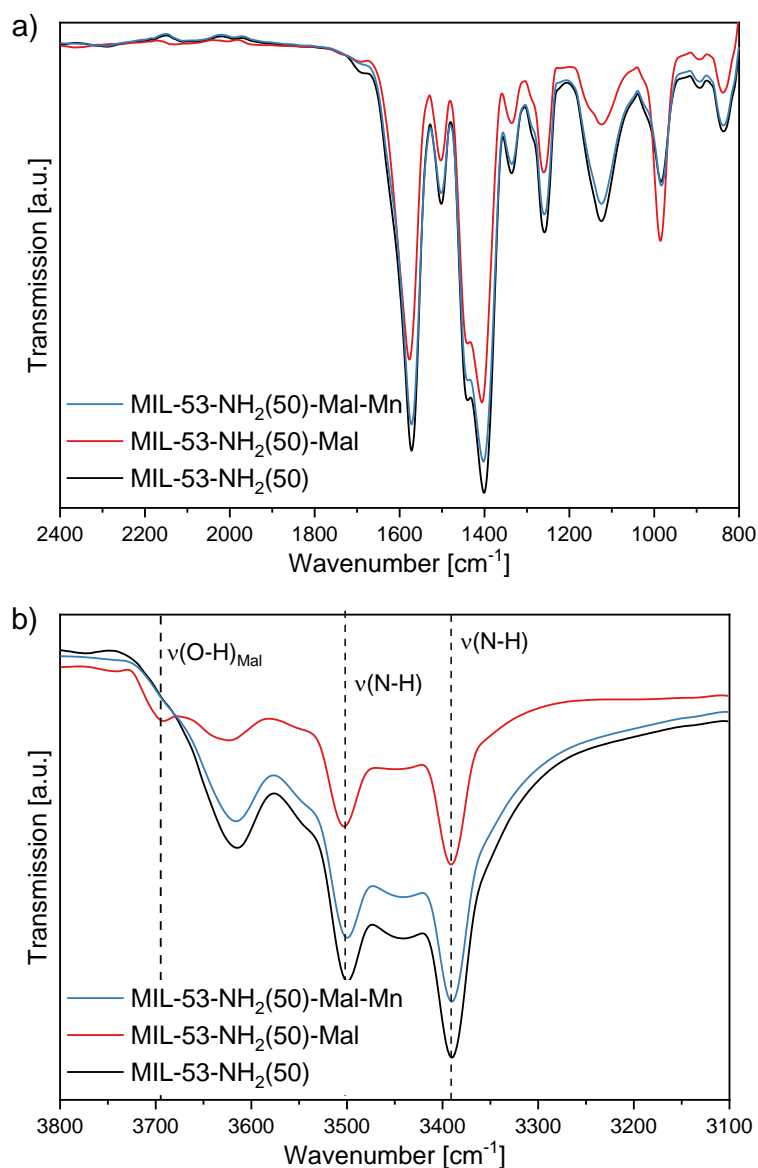 a)
Transmission [a.u.]
MIL-53-NH₂(50)-Mal-Mn
MIL-53-NH₂(50)-Mal
MIL-53-NH₂(50)
2400 2200 2000 1800 1600 1400 1200 1000 800
Wavenumber [cm⁻¹]
b)
ν(O-H)Mal
ν(N-H)
ν(N-H)
Transmission [a.u.]
MIL-53-NH₂(50)-Mal-Mn
MIL-53-NH₂(50)-Mal
MIL-53-NH₂(50)
3800 3700 3600 3500 3400 3300 3200 3100
Wavenumber [cm⁻¹]